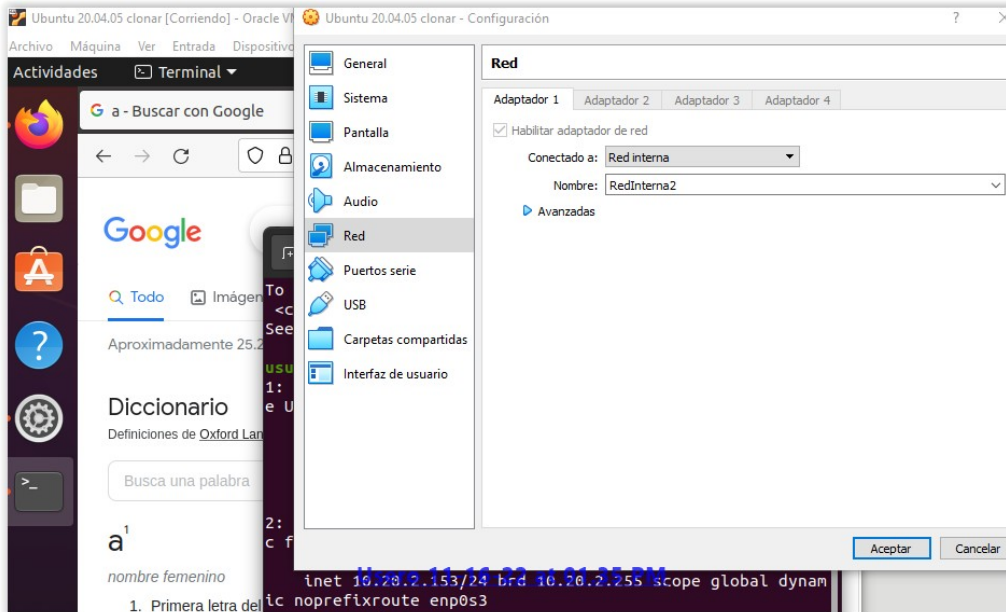 Ubuntu 20.04.05 clonar [Corriendo] - Oracle
Archivo Máquina Ver Entrada Dispositivo
Actividades Terminal
G a - Buscar con Google
Google
Todo Imágen
Aproximadamente 25.2
Diccionario
Definiciones de Oxford Lan
Busca una palabra
a¹
nombre femenino
1. Primera letra del
To
<c
See
usu
1:
e U
2:
c f
inet 10.20.2.153/24 brd 10.20.2.255 scope global dynam
ic noprefixroute enp0s3
Ubuntu 20.04.05 clonar - Configuración
General
Sistema
Pantalla
Almacenamiento
Audio
Red
Puertos serie
USB
Carpetas compartidas
Interfaz de usuario
Red
Adaptador 1 Adaptador 2 Adaptador 3 Adaptador 4
Habilitar adaptador de red
Conectado a: Red interna
Nombre: RedInterna2
Avanzadas
Aceptar Cancelar